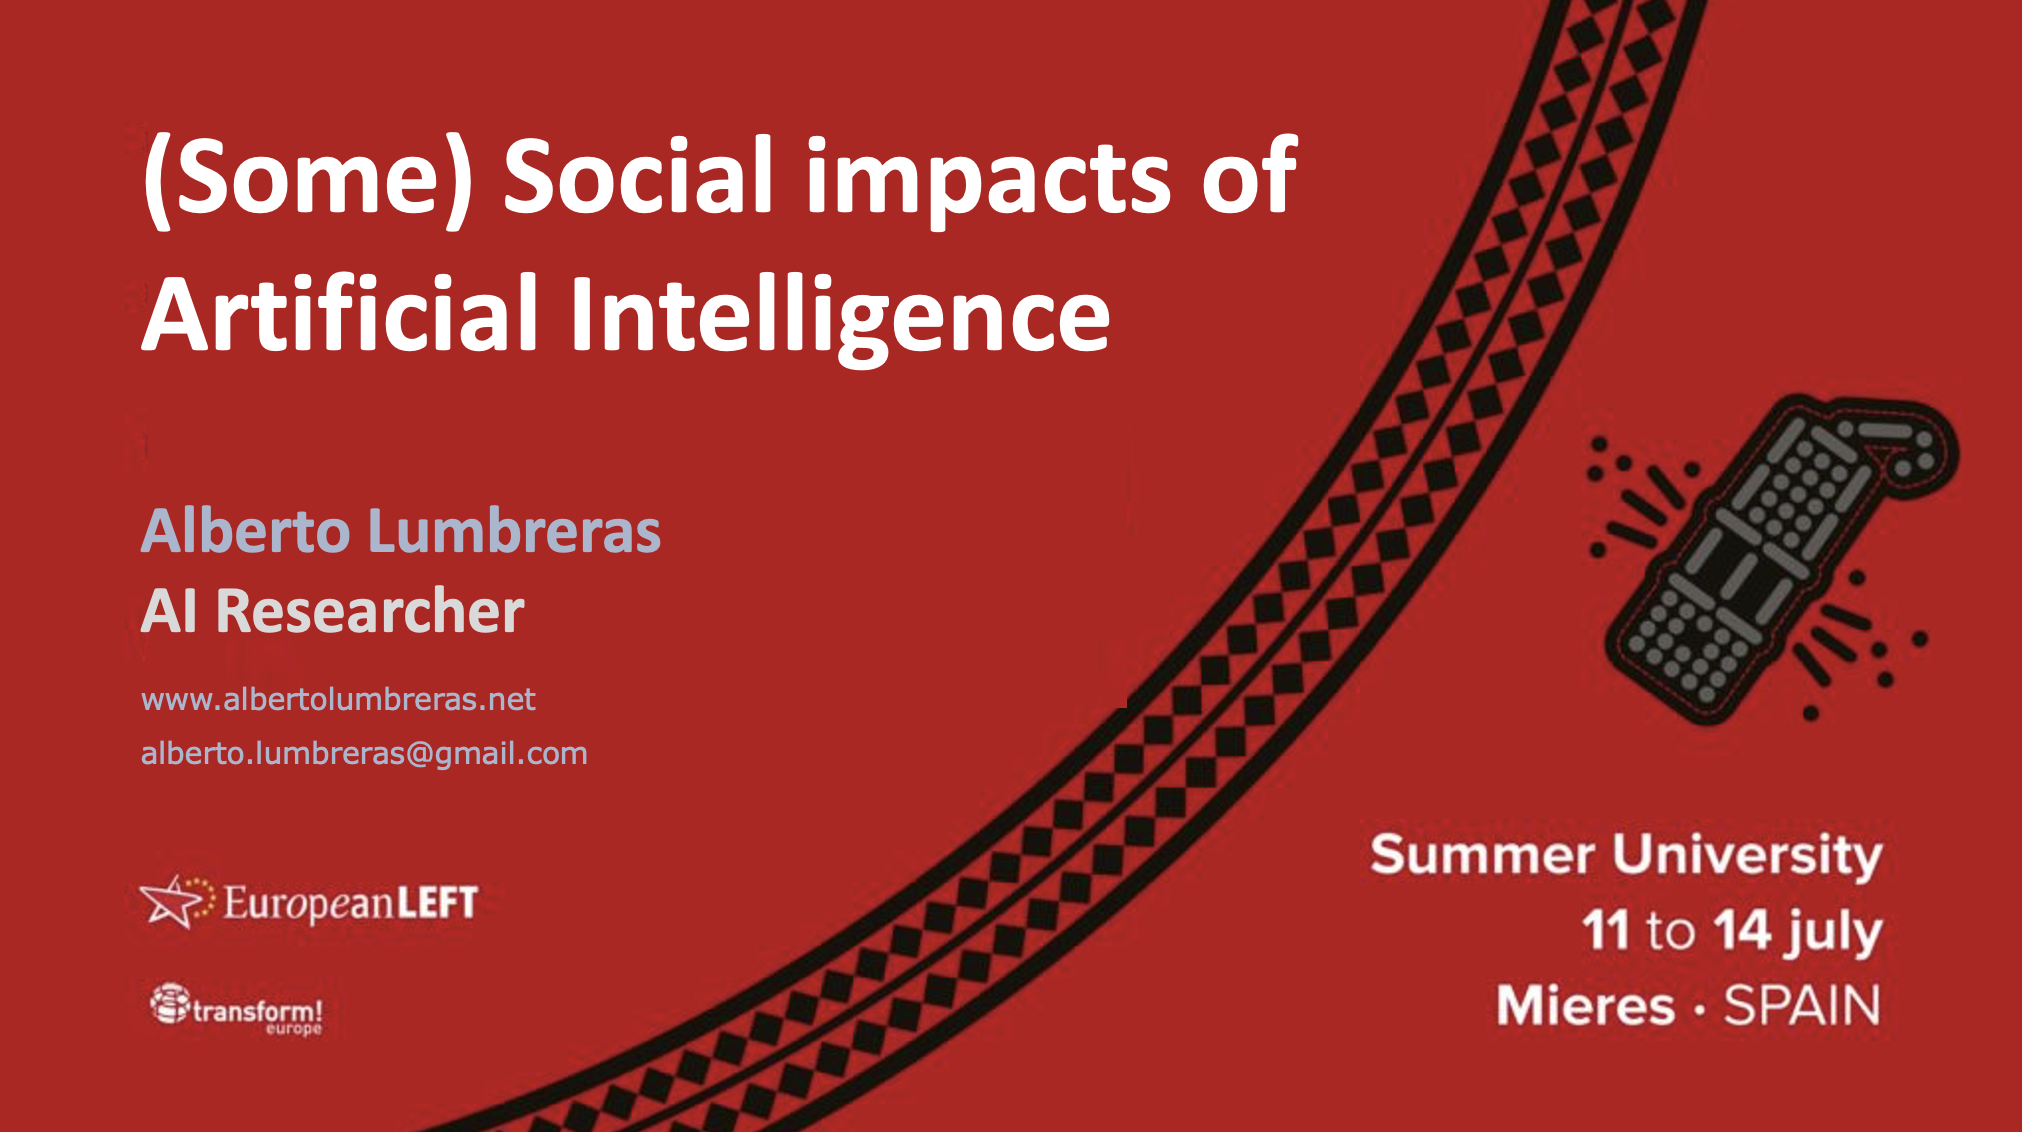 (Some) Social impacts of
Artificial Intelligence
Alberto Lumbreras
AI Researcher
www.albertolumbreras.net
alberto.lumbreras@gmail.com
EuropeanLEFT
transform!
europe
Summer University
11 to 14 july
Mieres • SPAIN